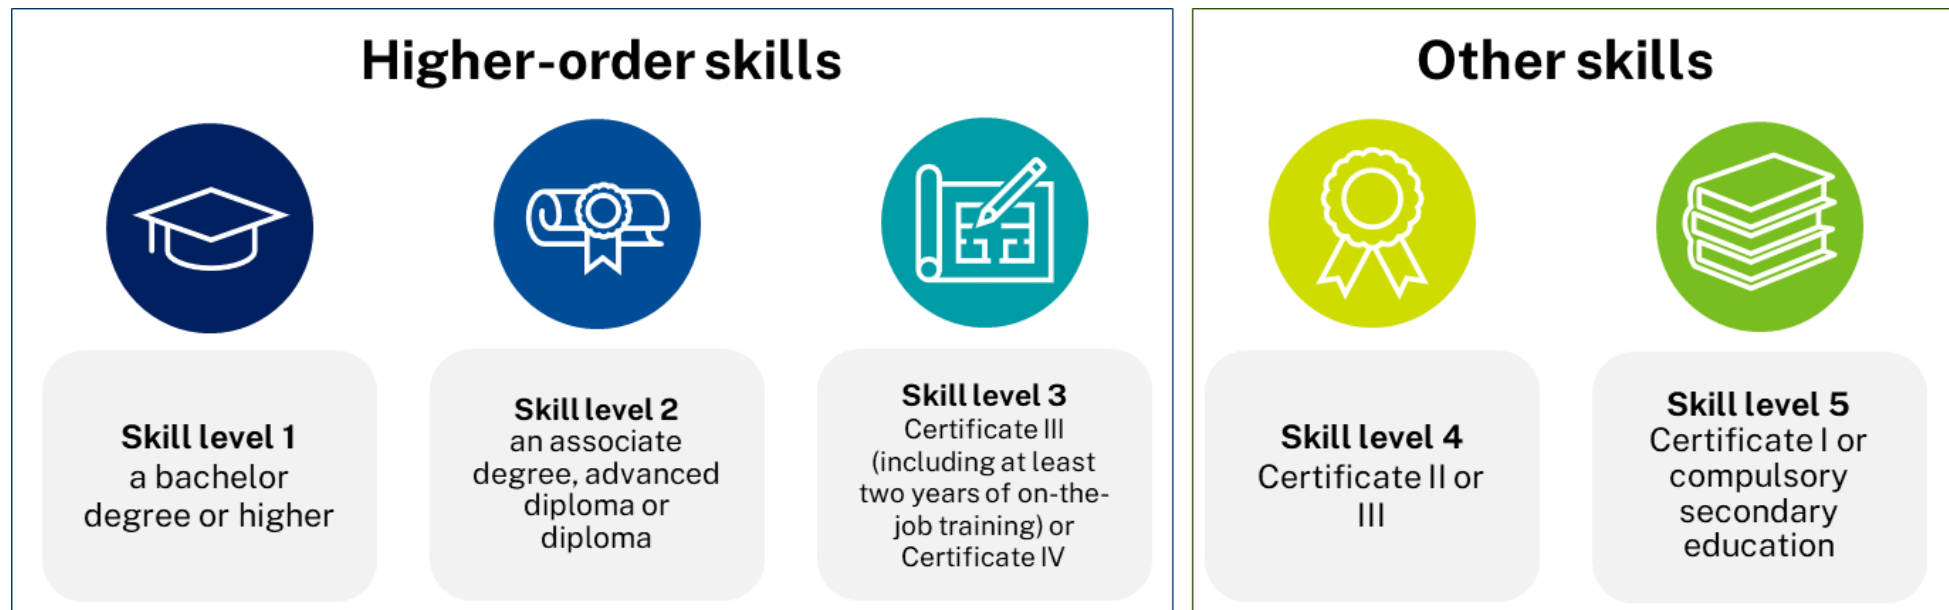 Higher-order skills
Skill level 1
a bachelor
degree or higher
Skill level 2
an associate
degree, advanced
diploma or
diploma
Skill level 3
Certificate III
(including at least
two years of on-the-
job training) or
Certificate IV
Other skills
Skill level 4
Certificate II or
III
Skill level 5
Certificate I or
compulsory
secondary
education